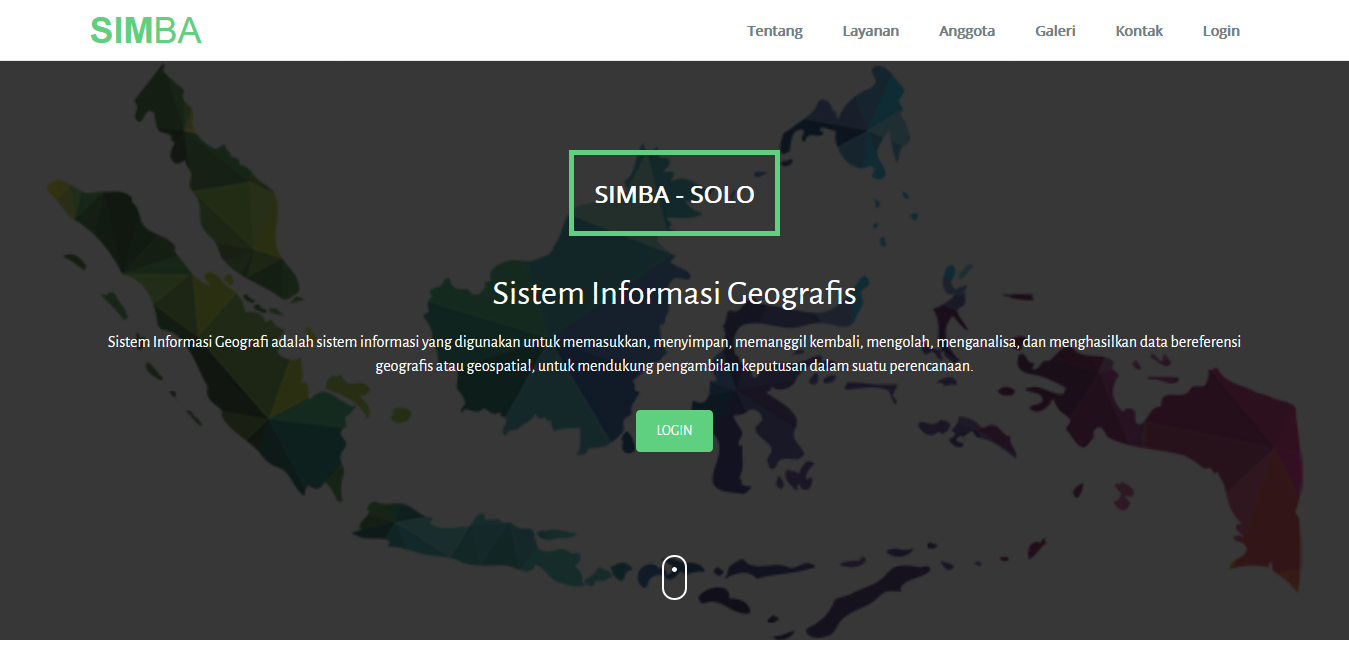 SIMBA
Tentang Layanan Anggota Galeri Kontak Login
SIMBA - SOLO
Sistem Informasi Geografis
Sistem Informasi Geografi adalah sistem informasi yang digunakan untuk memasukkan, menyimpan, memanggil kembali, mengolah, menganalisa, dan menghasilkan data bereferensi
geografis atau geospatial, untuk mendukung pengambilan keputusan dalam suatu perencanaan.
LOGIN